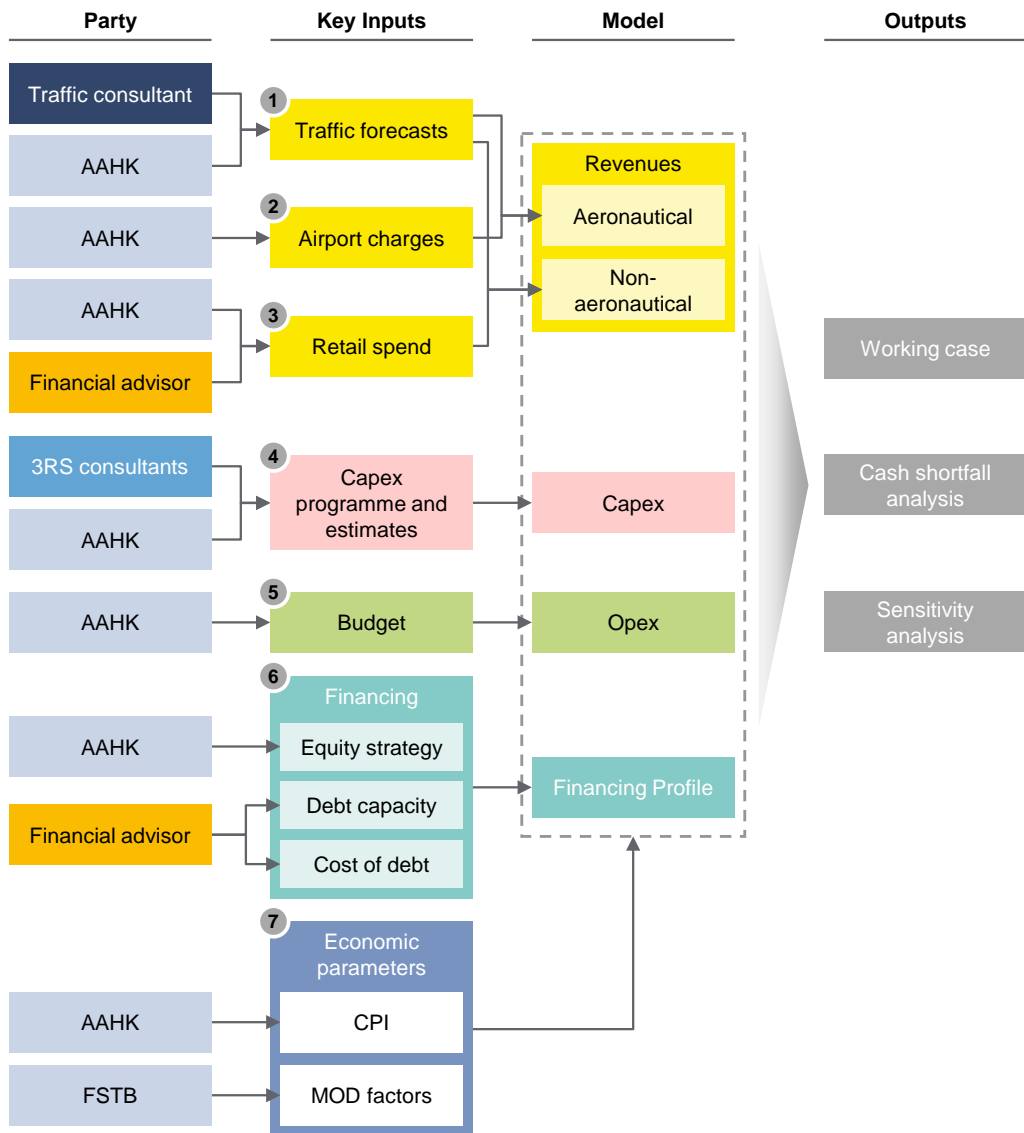 Party
Key Inputs
Model
Outputs
Traffic consultant
AAHK
1
Traffic forecasts
AAHK
2
Airport charges
AAHK
Financial advisor
3
Retail spend
Revenues
Aeronautical
Non-
aeronautical
3RS consultants
AAHK
4
Capex
programme and
estimates
Capex
AAHK
5
Budget
Opex
AAHK
Financial advisor
6
Financing
Equity strategy
Debt capacity
Cost of debt
Financing Profile
7
Economic
parameters
AAHK
CPI
FSTB
MOD factors
Working case
Cash shortfall
analysis
Sensitivity
analysis